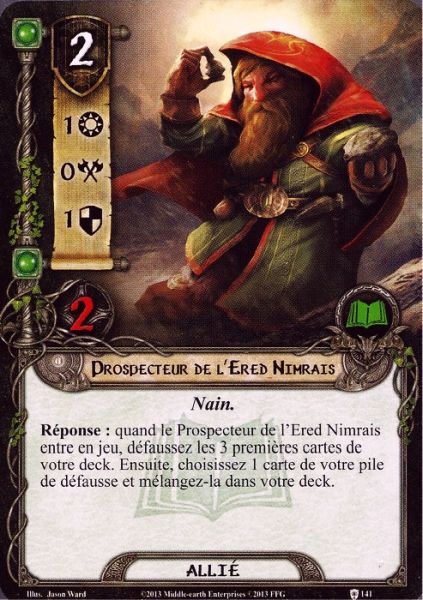 2
1
0
1
2
Prospecteur de l'Ered Nimrais
Nain.
Réponse : quand le Prospecteur de l'Ered Nimrais
entre en jeu, défaussez les 3 premières cartes de
votre deck. Ensuite, choisissez 1 carte de votre pile
de défausse et mélangez-la dans votre deck.
ALLIÉ
Illus. Jason Ward ©2013 Middle-earth Enterprises ©2013 FFG 141